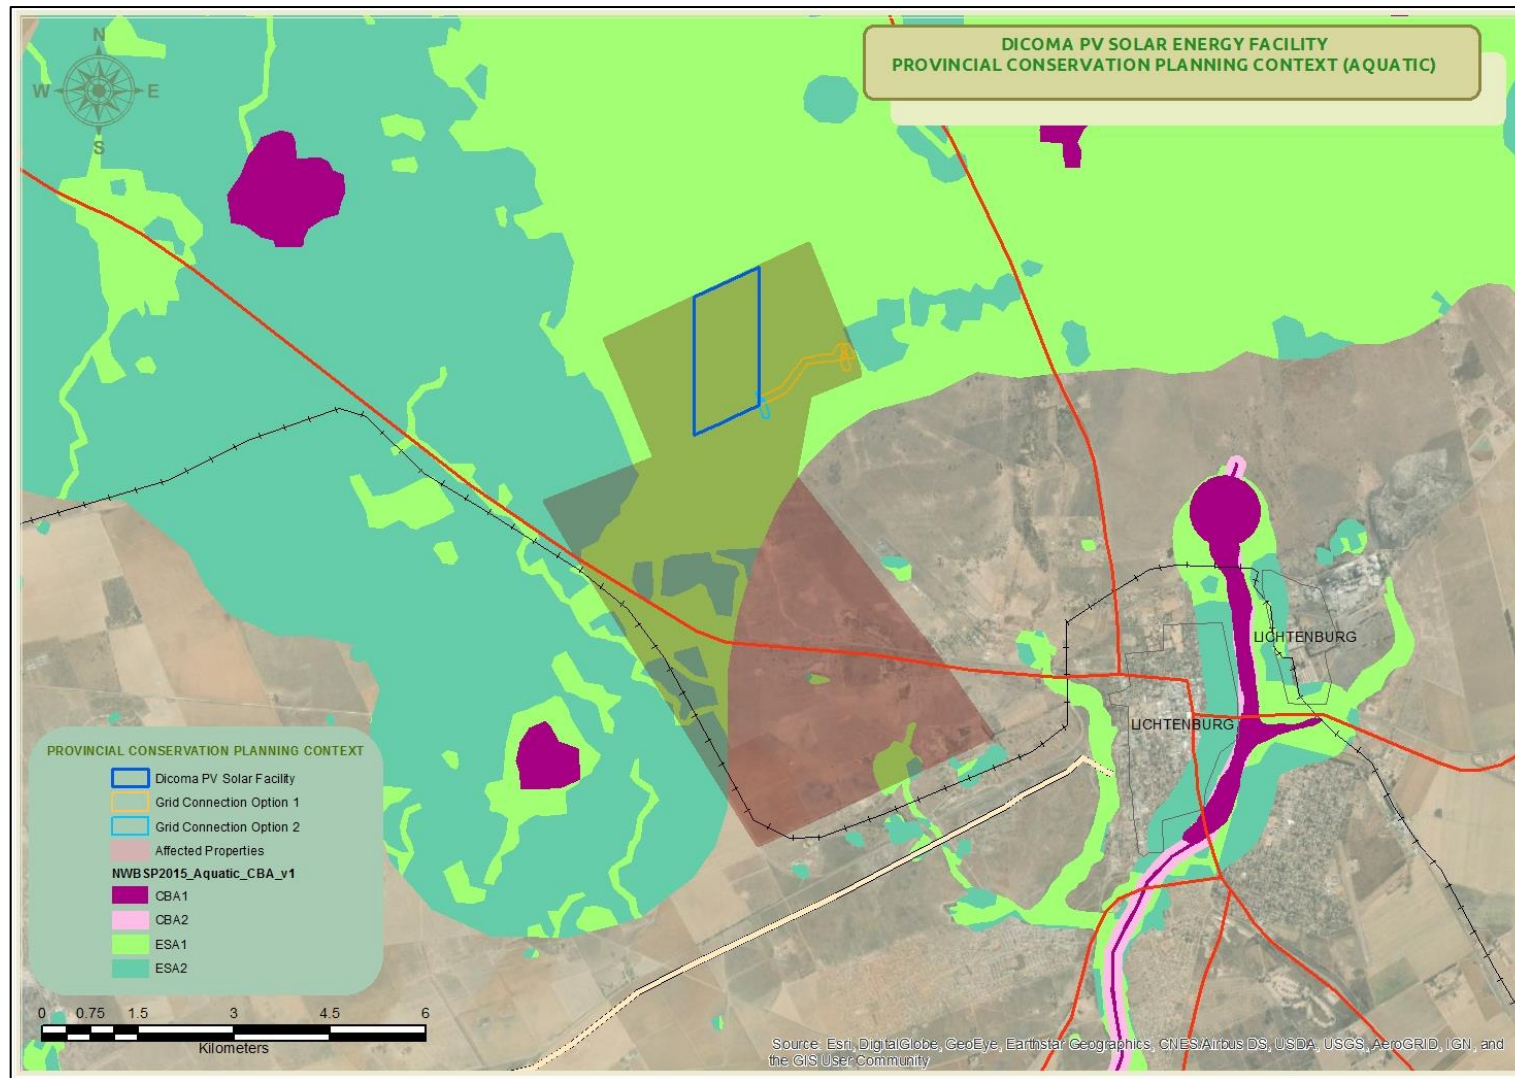 DICOMA PV SOLAR ENERGY FACILITY
PROVINCIAL CONSERVATION PLANNING CONTEXT (AQUATIC)
N
W E
S
LICHTENBURG
LICHTENBURG
PROVINCIAL CONSERVATION PLANNING CONTEXT
Dicoma PV Solar Facility
Grid Connection Option 1
Grid Connection Option 2
Affected Properties
NWBSP2015_Aquatic_CBA_v1
CBA1
CBA2
ESA1
ESA2
0 0.75 1.5 3 4.5 6
Kilometers
Source: Esri, DigitalGlobe, GeoEye, Earthstar Geographics, CNES/Airbus DS, USDA, USGS, AeroGRID, IGN, and
the GIS User Community